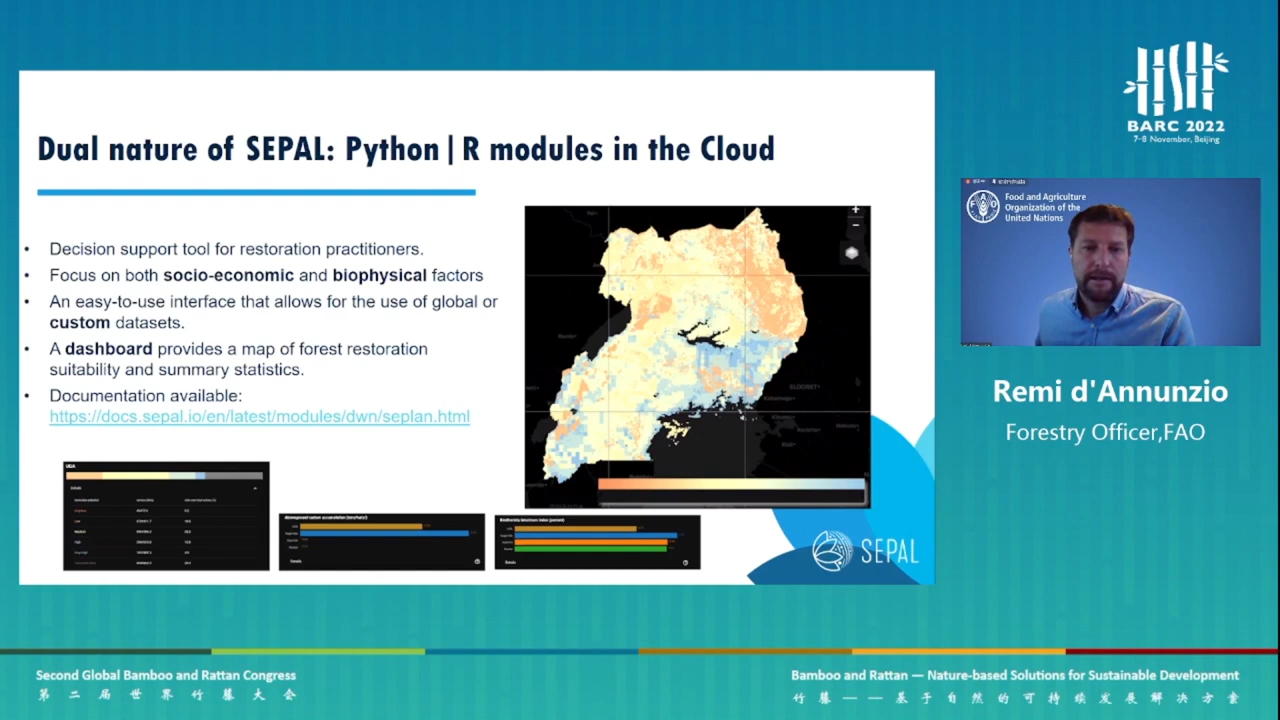 BARC 2022
7-8 November, Beijing
Dual nature of SEPAL: Python|R modules in the Cloud
Food and Agriculture
Organization of the
United Nations
• Decision support tool for restoration practitioners.
• Focus on both socio-economic and biophysical factors
• An easy-to-use interface that allows for the use of global or
custom datasets.
• A dashboard provides a map of forest restoration
suitability and summary statistics.
• Documentation available:
https://docs.sepal.io/en/latest/modules/dwn/seplan.html
Remi d'Annunzio
Forestry Officer,FAO
UGA
SEPAL
Second Global Bamboo and Rattan Congress
第二届世界竹藤大会
Bamboo and Rattan — Nature-based Solutions for Sustainable Development
竹藤——基于自然的可持续发展解决方案